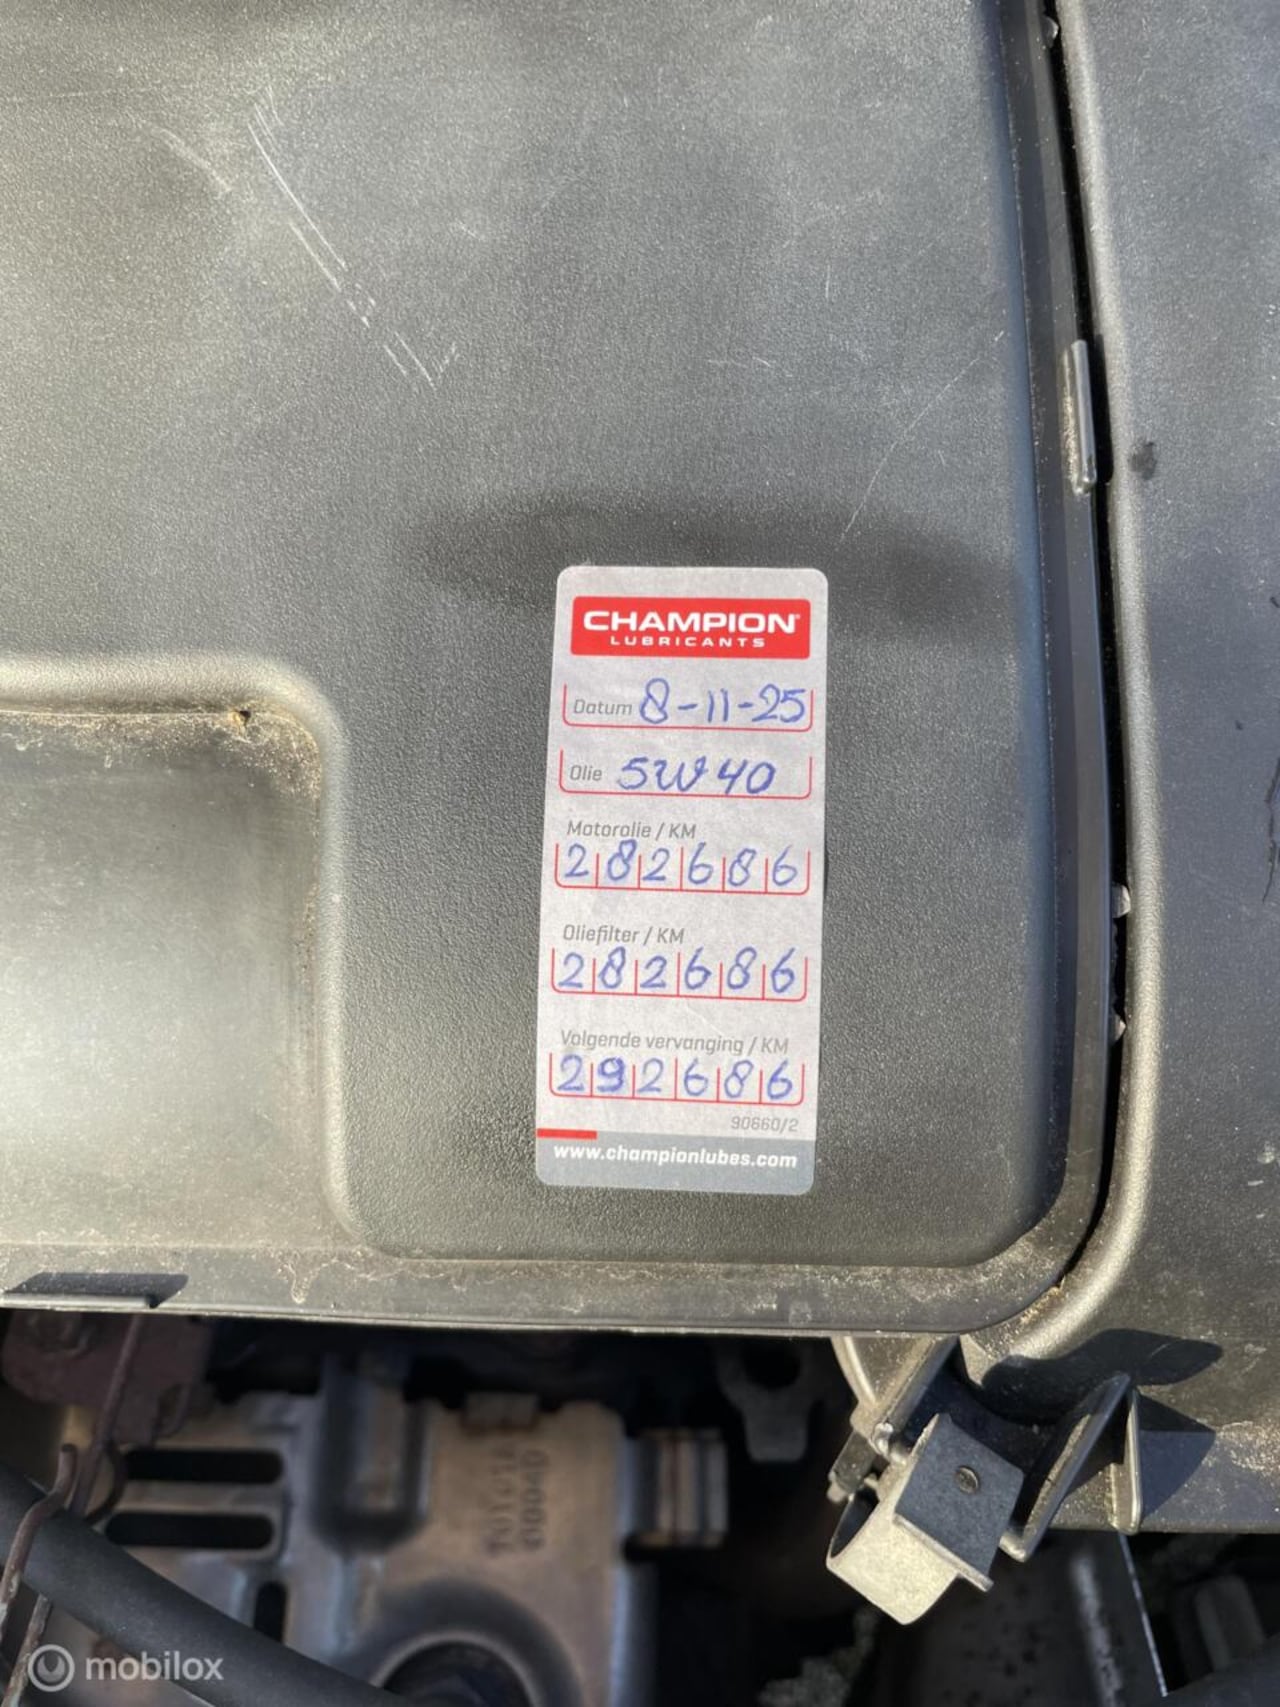 CHAMPION®
LUBRICANTS
Datum 8-11-25
Olie 5W40
Motorolie / KM
282686
Oliefilter / KM
282686
Volgende vervanging / KM
292686
90660/2
www.championlubes.com
mobilox